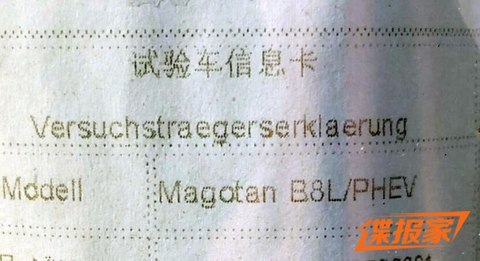 试验车信息卡
Versuchstraegerserklaerung
Modell Magotan B8L/PHEV
谍报家